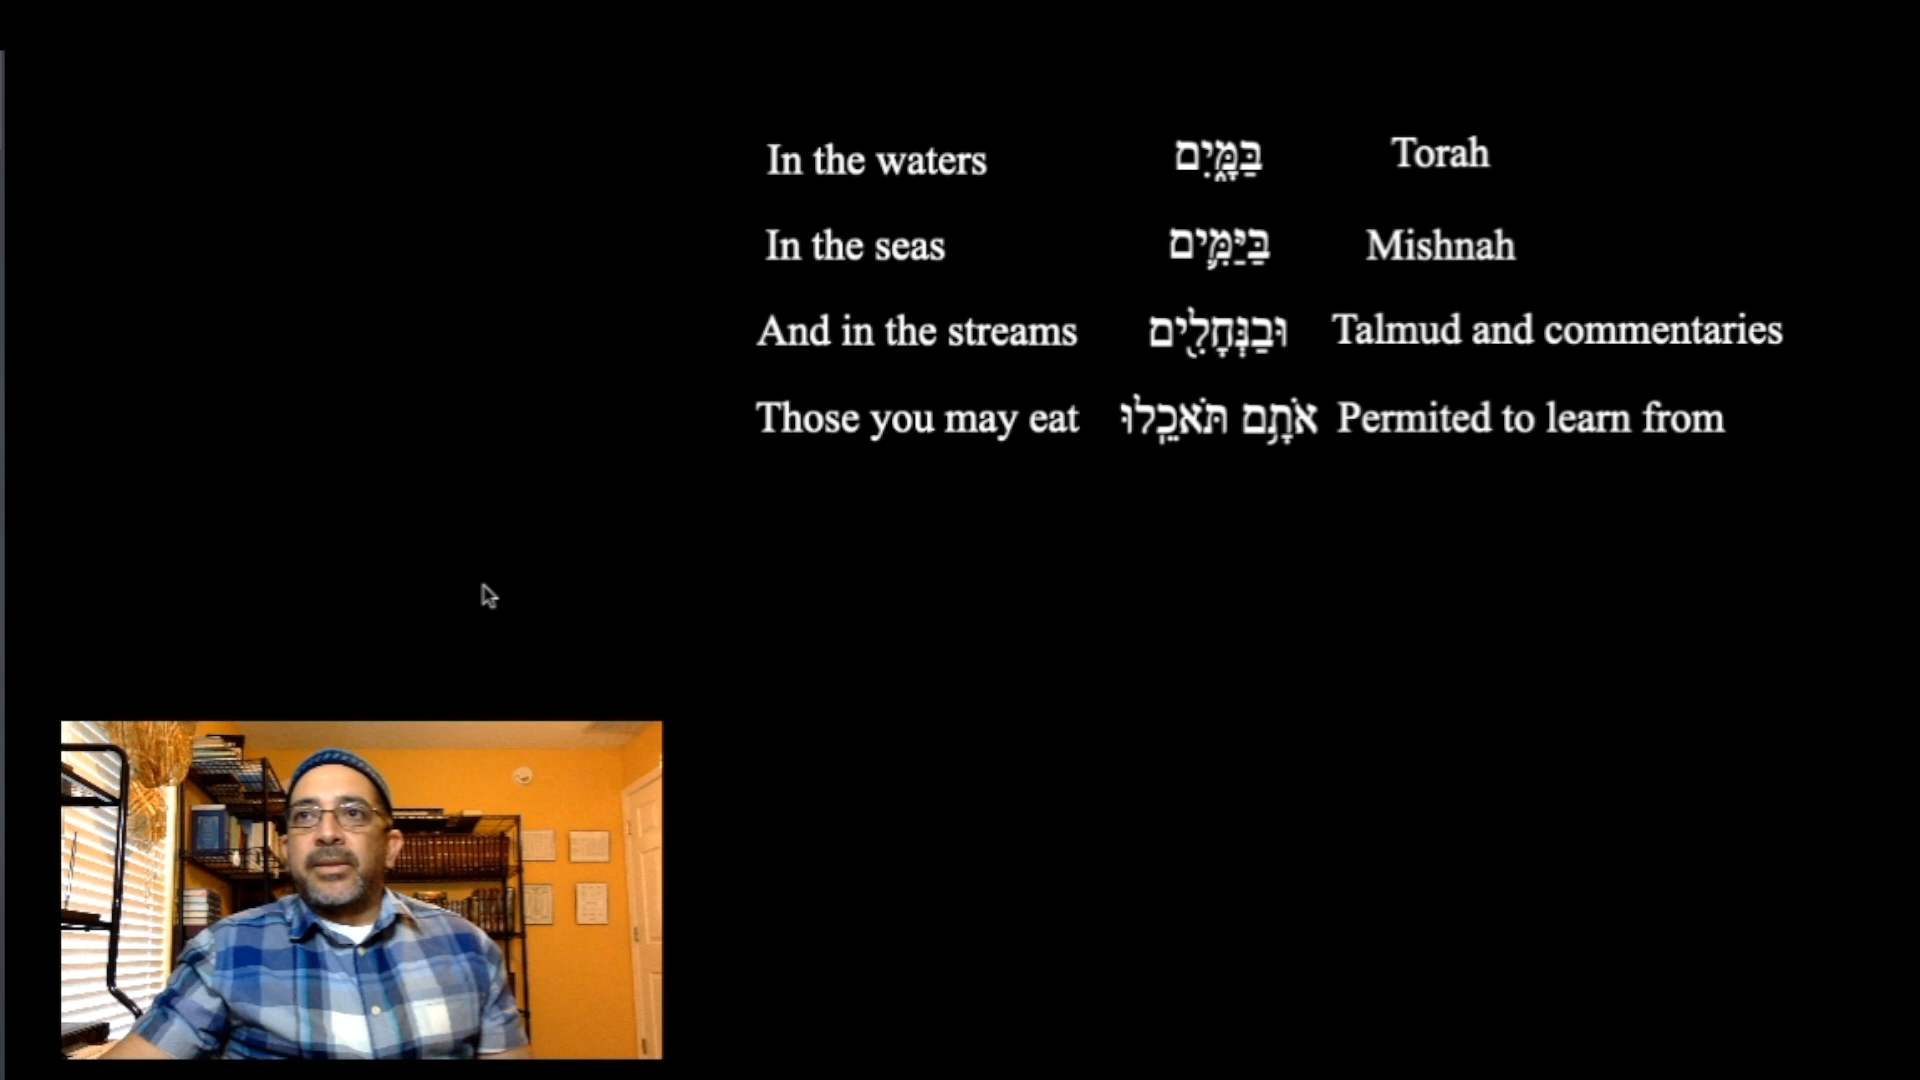 In the waters בַּמָּ֑יִם Torah
In the seas בַּיַּמִּ֛ים Mishnah
And in the streams וּבַנְּחָלִ֖ים Talmud and commentaries
Those you may eat אֹתָ֥ם תֹּאכֵֽלוּ Permited to learn from